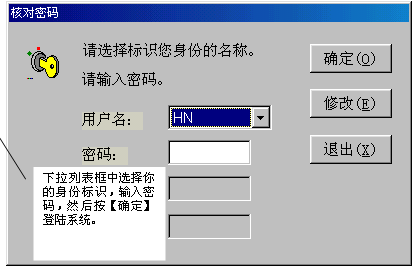 核对密码
请选择标识您身份的名称。
请输入密码。
确定(O)
修改(E)
退出(X)
用户名：
HN
密码：
下拉列表框中选择你
的身份标识，输入密
码，然后按【确定】
登陆系统。